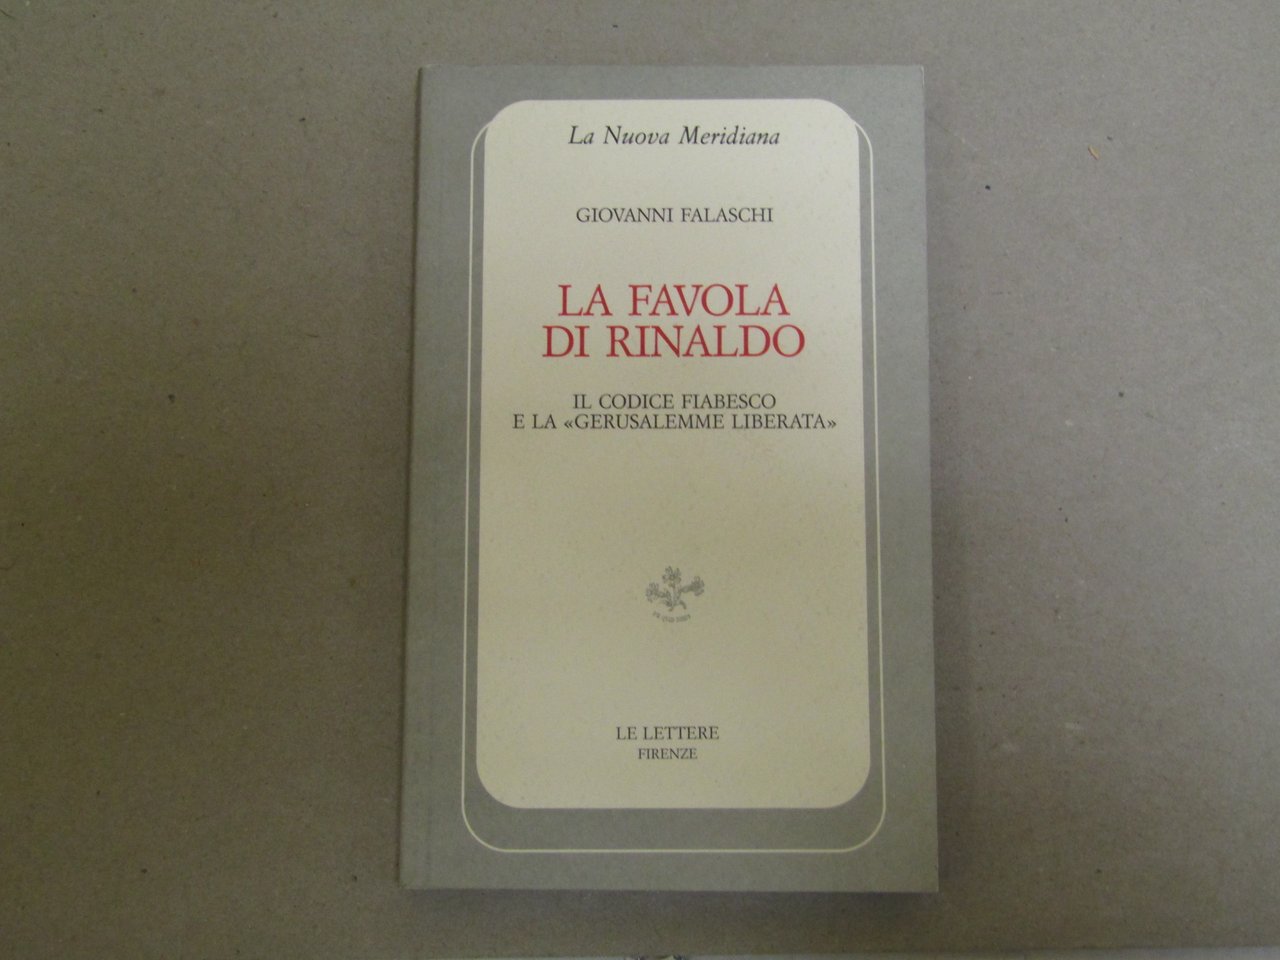 La Nuova Meridiana
GIOVANNI FALASCHI
LA FAVOLA
DI RINALDO
IL CODICE FIABESCO
E LA «GERUSALEMME LIBERATA»
LE LETTERE
FIRENZE